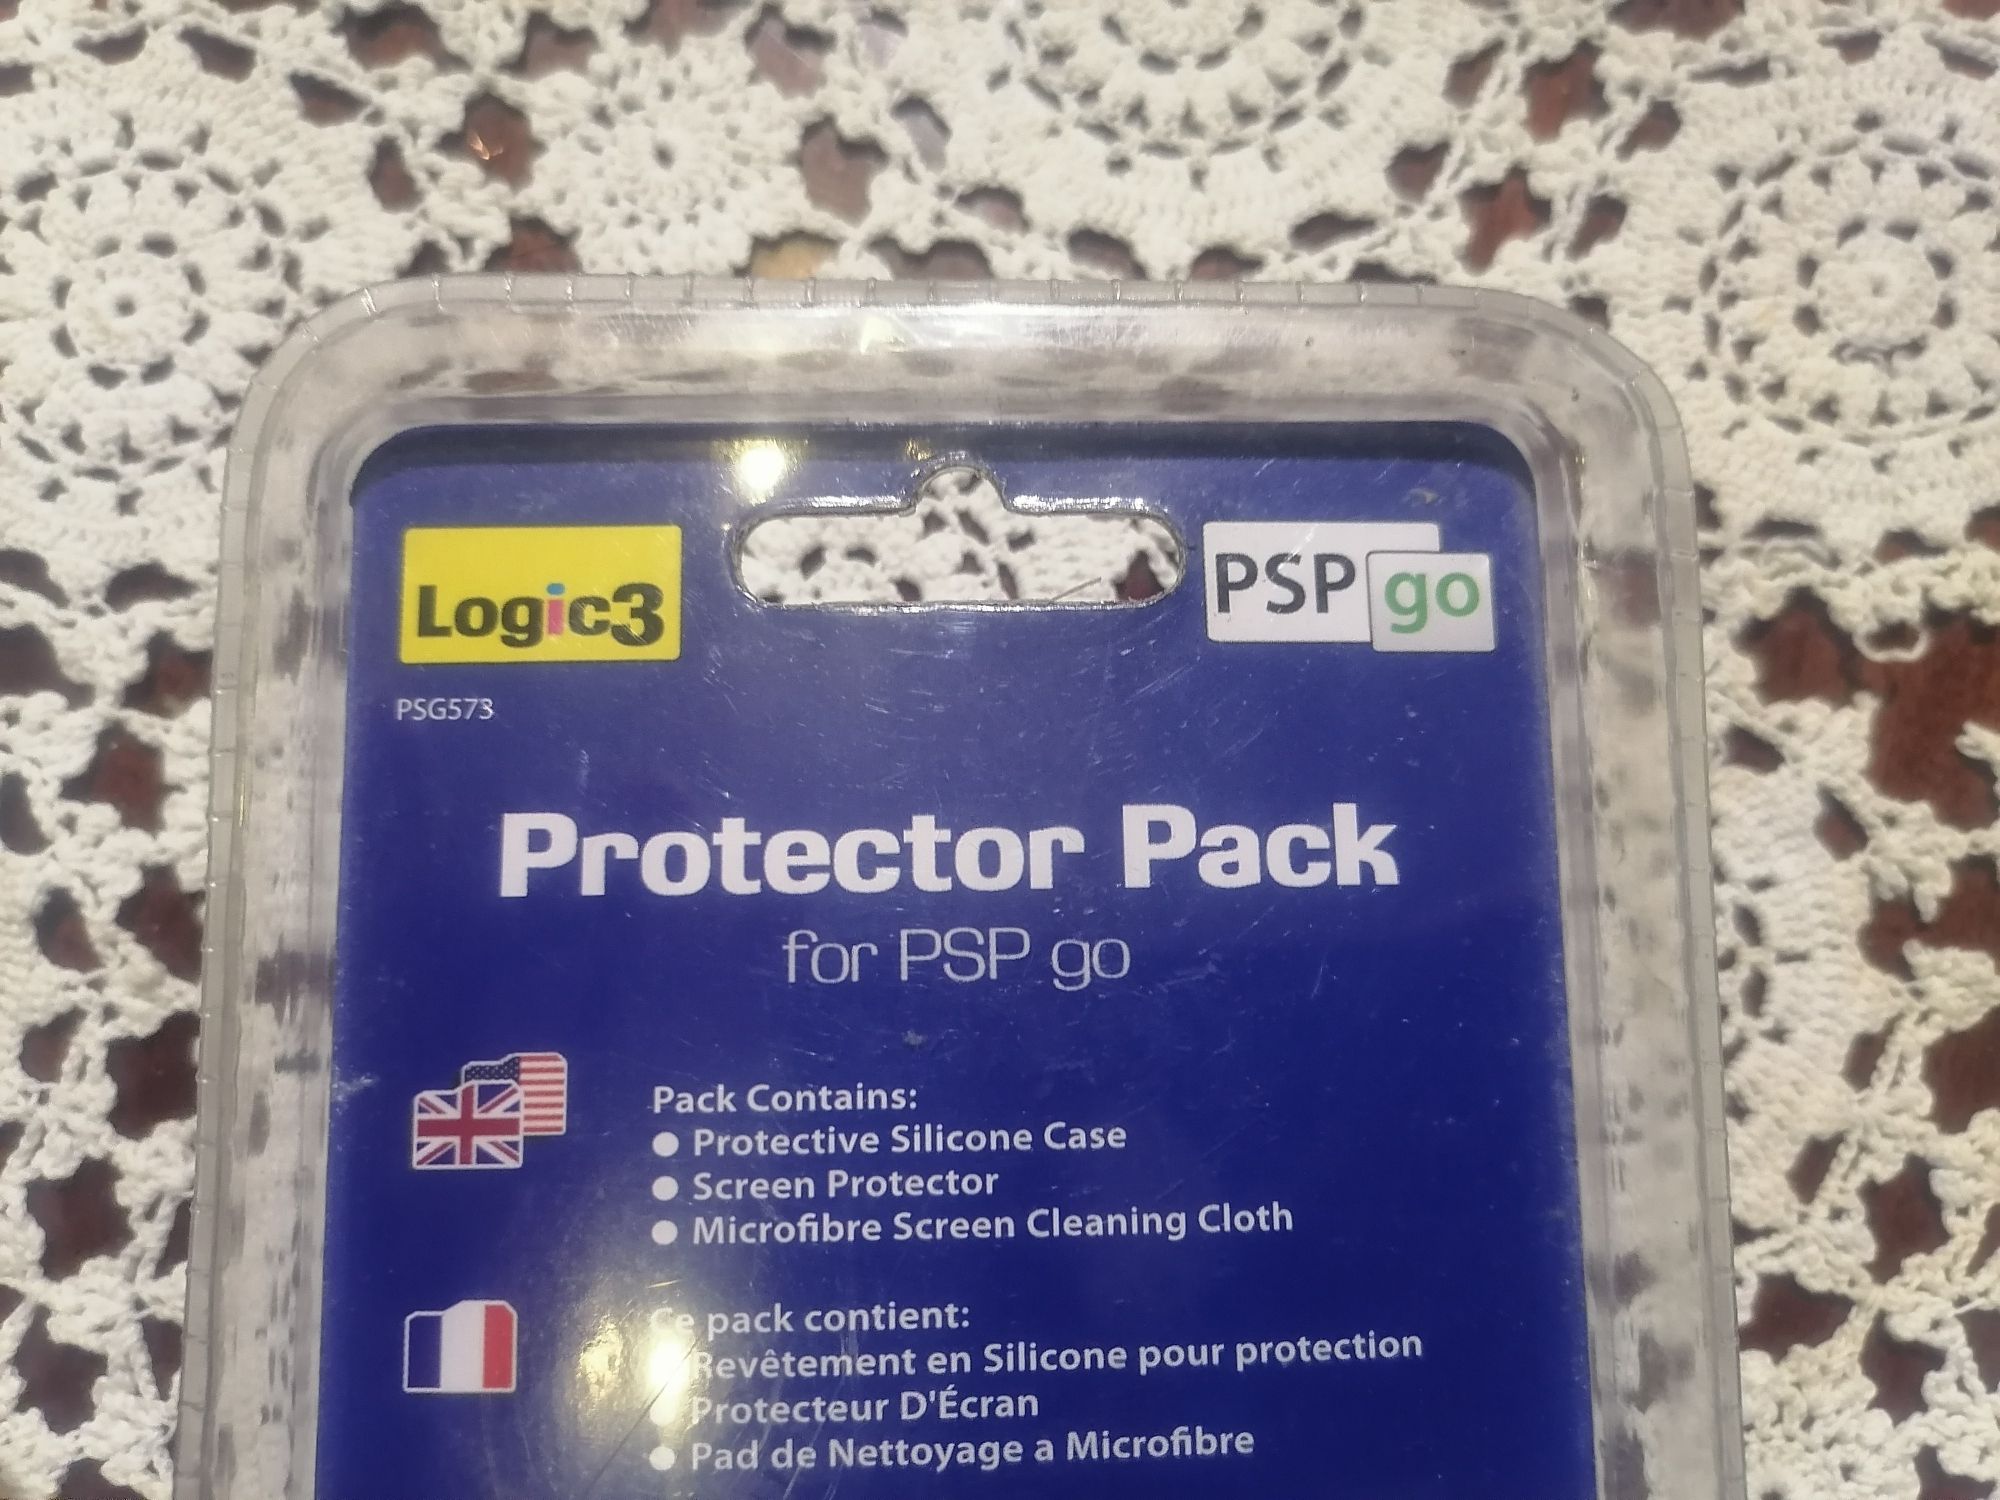 Logic3
PSP go
PSG573
Protector Pack
for PSP go
Pack Contains:
● Protective Silicone Case
● Screen Protector
● Microfibre Screen Cleaning Cloth
Ce pack contient:
● Revêtement en Silicone pour protection
● Protecteur D'Écran
● Pad de Nettoyage a Microfibre